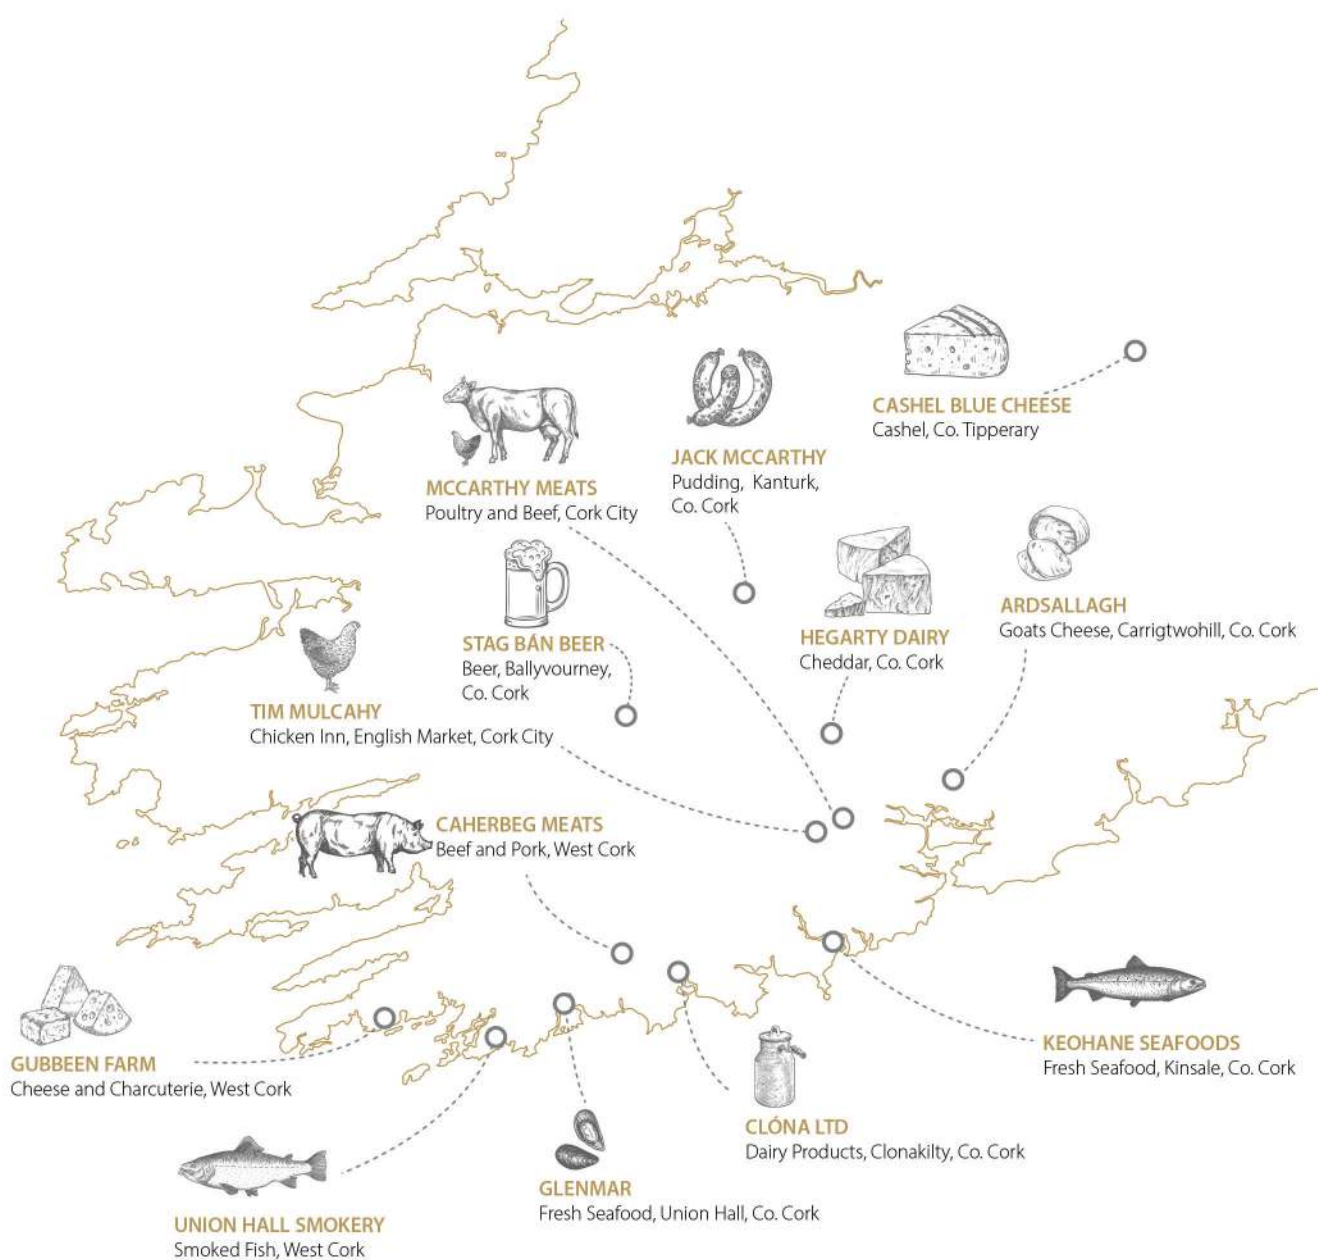 CASHEL BLUE CHEESE
Cashel, Co. Tipperary
JACK MCCARTHY
Pudding, Kanturk,
Co. Cork
MCCARTHY MEATS
Poultry and Beef, Cork City
ARDSALLAGH
Goats Cheese, Carrigtwohill, Co. Cork
HEGARTY DAIRY
Cheddar, Co. Cork
STAG BÁN BEER
Beer, Ballyvourney,
Co. Cork
TIM MULCAHY
Chicken Inn, English Market, Cork City
CAHERBEG MEATS
Beef and Pork, West Cork
GUBBEEN FARM
Cheese and Charcuterie, West Cork
KEOHANE SEAFOODS
Fresh Seafood, Kinsale, Co. Cork
CLÓNA LTD
Dairy Products, Clonakilty, Co. Cork
GLENMAR
Fresh Seafood, Union Hall, Co. Cork
UNION HALL SMOKERY
Smoked Fish, West Cork